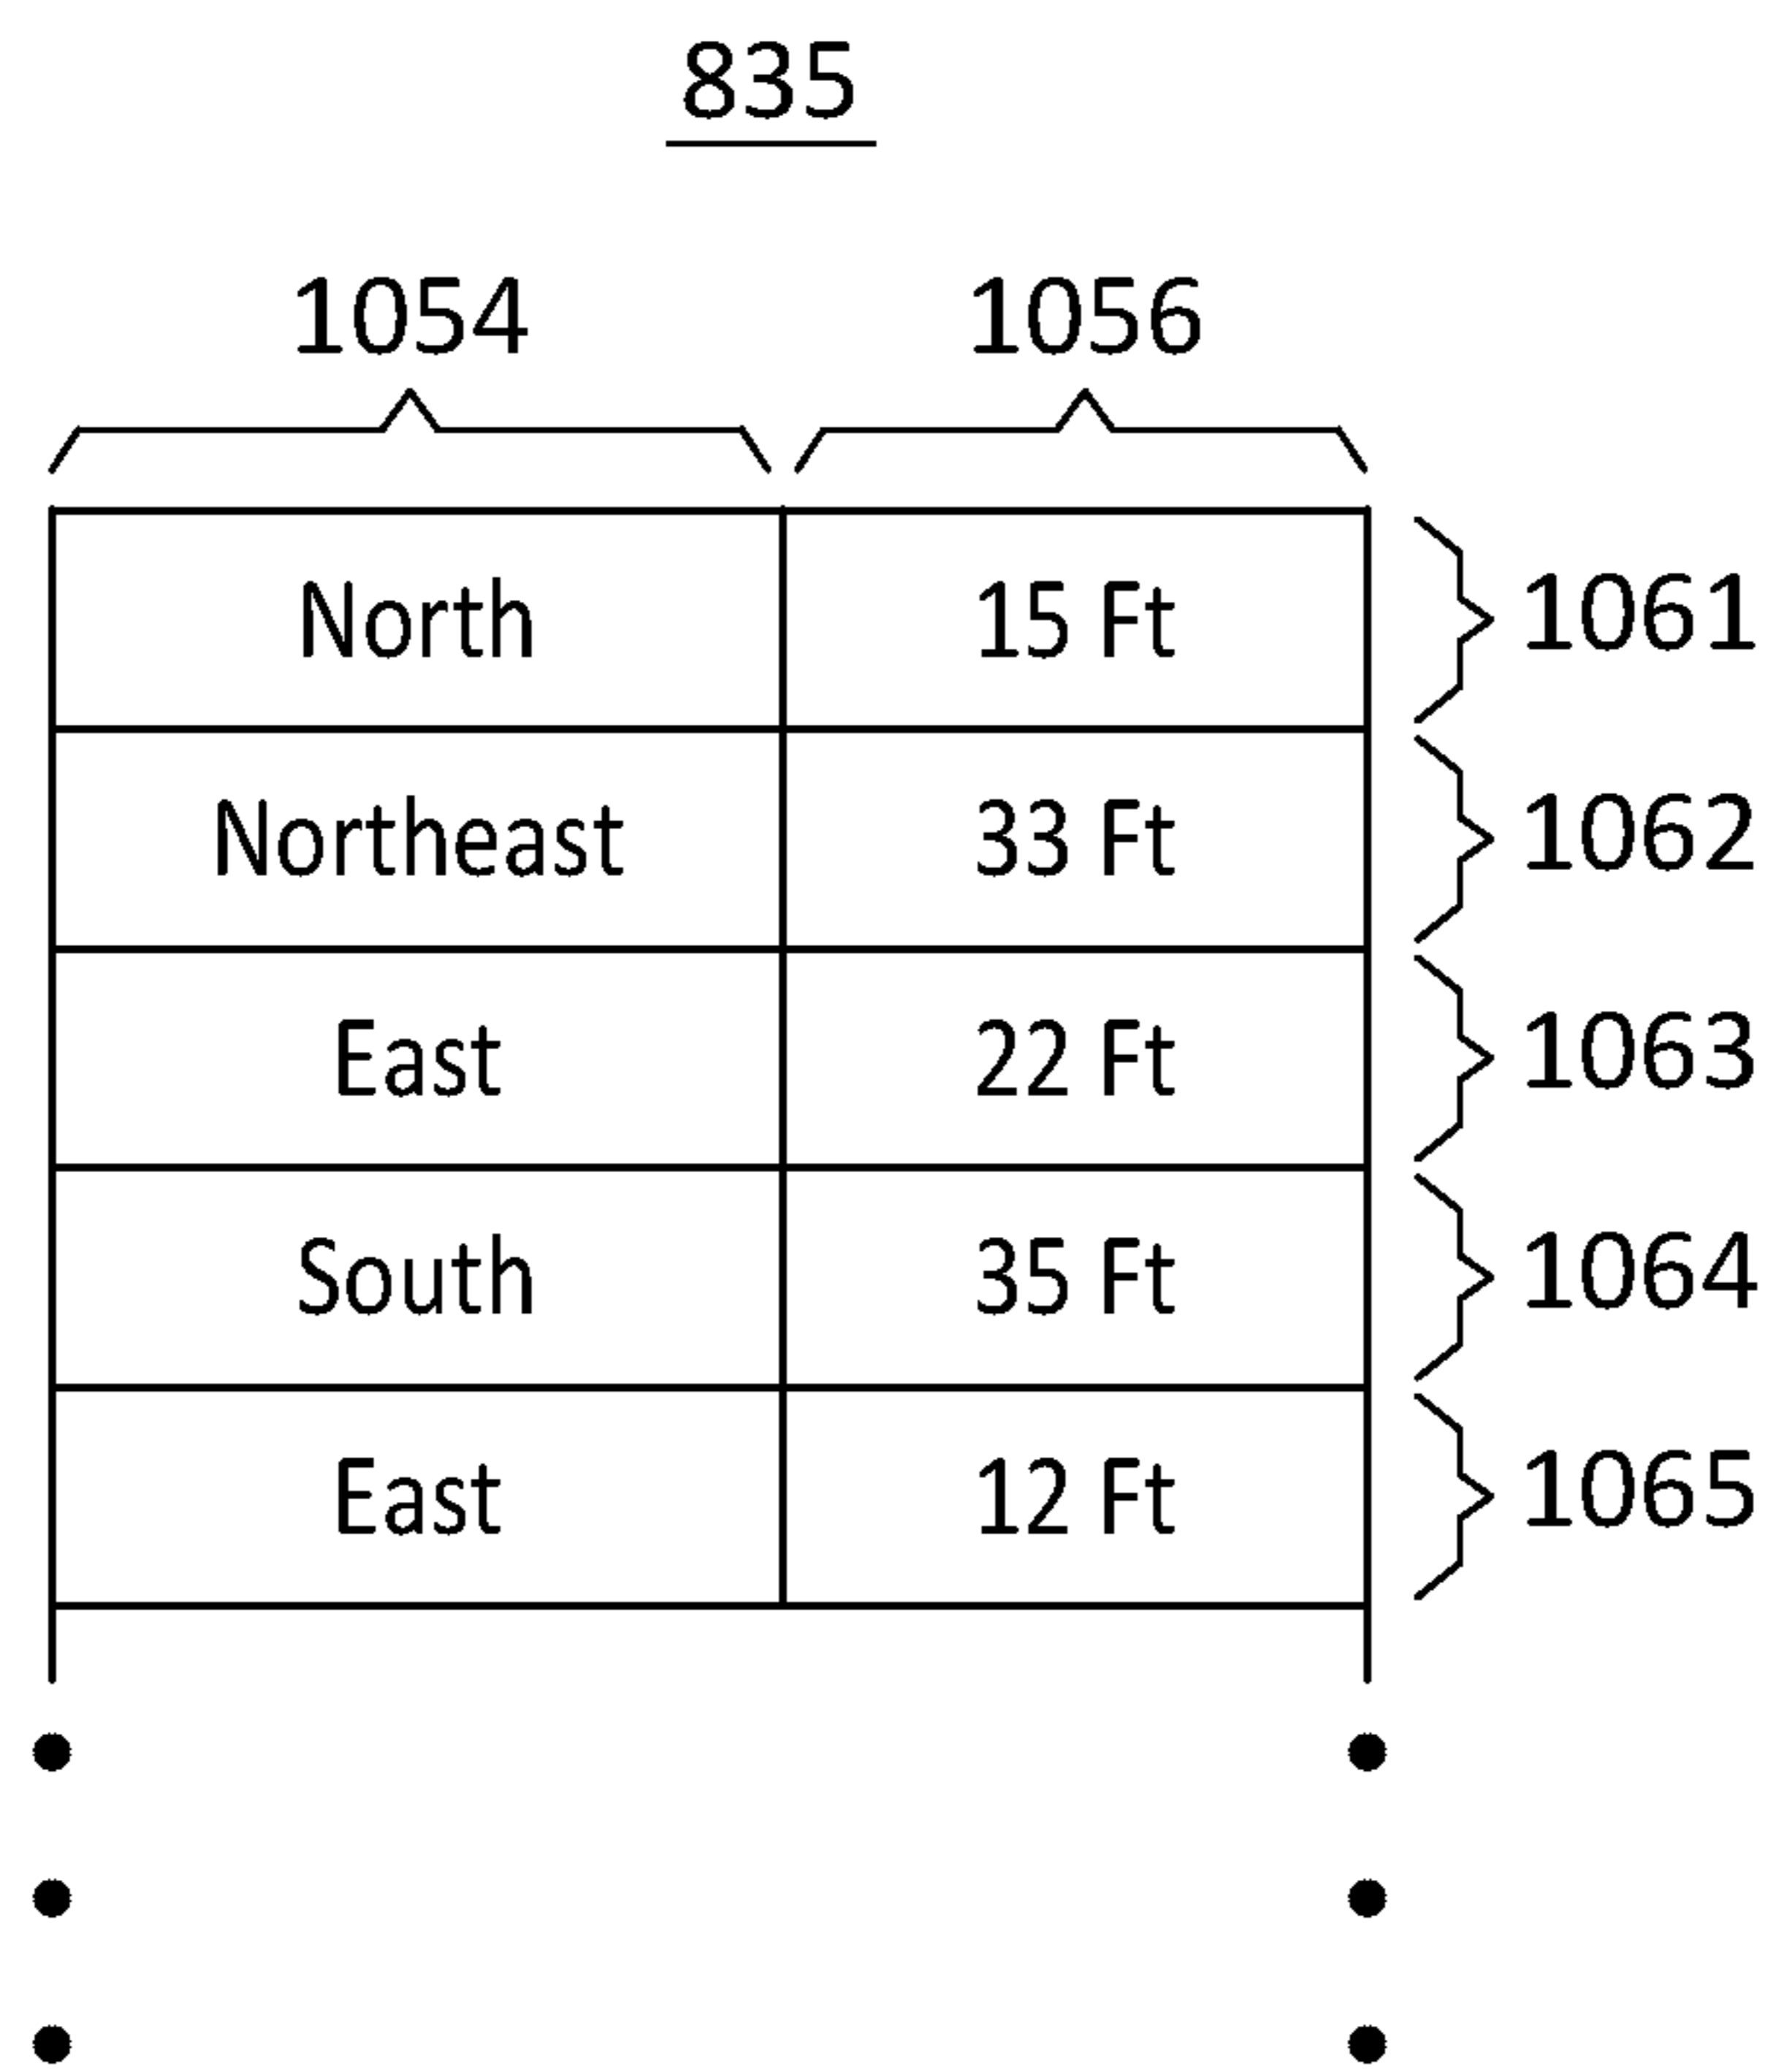 835
1054 1056
North 15 Ft 1061
Northeast 33 Ft 1062
East 22 Ft 1063
South 35 Ft 1064
East 12 Ft 1065